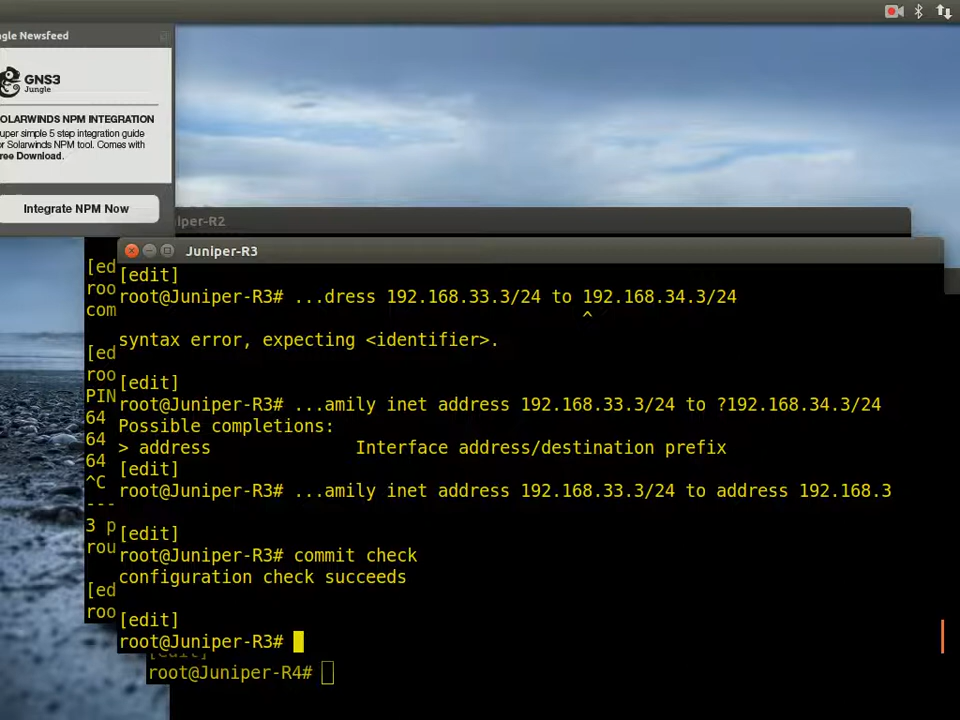 gle Newsfeed
GNS3
Jungle
OLARWINDS NPM INTEGRATION
uper simple 5 step integration guide
or Solarwinds NPM tool. Comes with
ree Download.
Integrate NPM Now
iper-R2
Juniper-R3
[ed
roo
com
[ed
roo
PIN
64
64
64
^C
---
3 p
rou
[ed
roo
[edit]
root@Juniper-R3# ...dress 192.168.33.3/24 to 192.168.34.3/24
^
syntax error, expecting <identifier>.
[edit]
root@Juniper-R3# ...amily inet address 192.168.33.3/24 to ?192.168.34.3/24
Possible completions:
> address Interface address/destination prefix
[edit]
root@Juniper-R3# ...amily inet address 192.168.33.3/24 to address 192.168.3
[edit]
root@Juniper-R3# commit check
configuration check succeeds
[edit]
root@Juniper-R3#
[edit]
root@Juniper-R4#